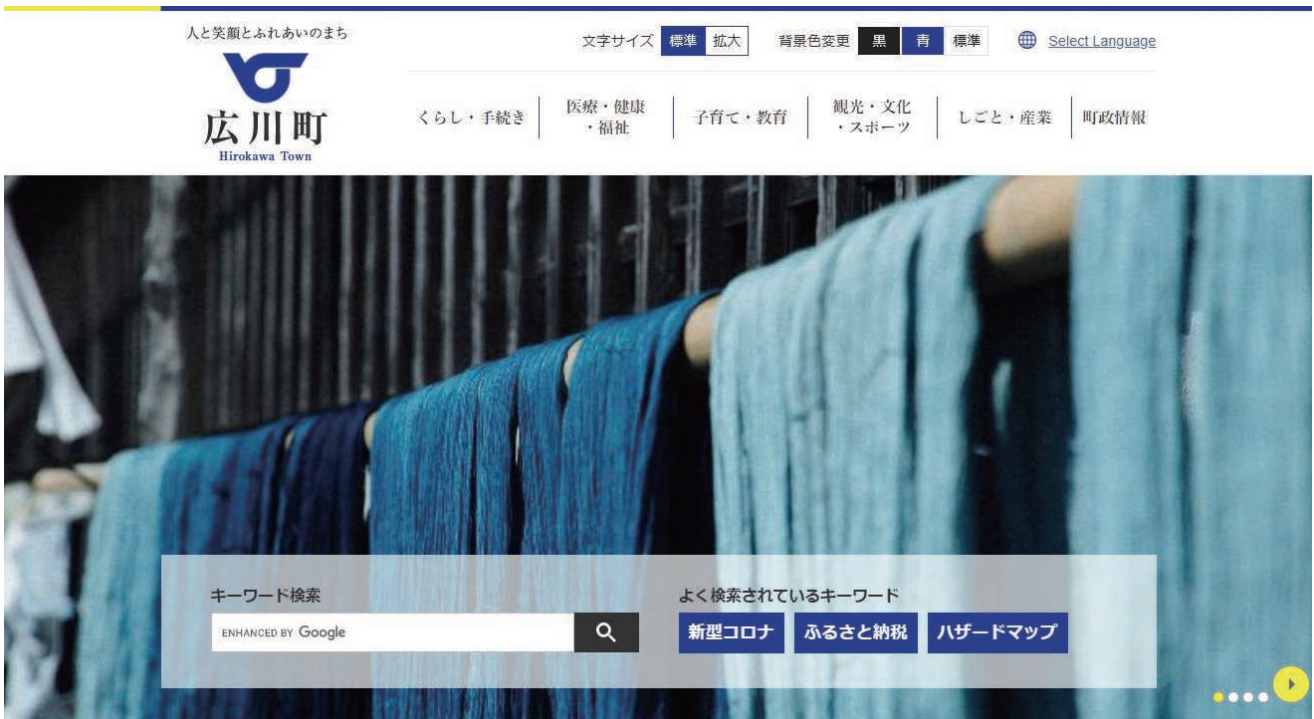 人と笑顔とふれあいのまち
広川町
Hirokawa Town
文字サイズ 標準 拡大 背景色変更 黒 青 標準 Select Language
くらし・手続き
医療・健康
・福祉
子育て・教育
観光・文化
・スポーツ
しごと・産業
町政情報
キーワード検索
ENHANCED BY Google
よく検索されているキーワード
新型コロナ ふるさと納税 ハザードマップ